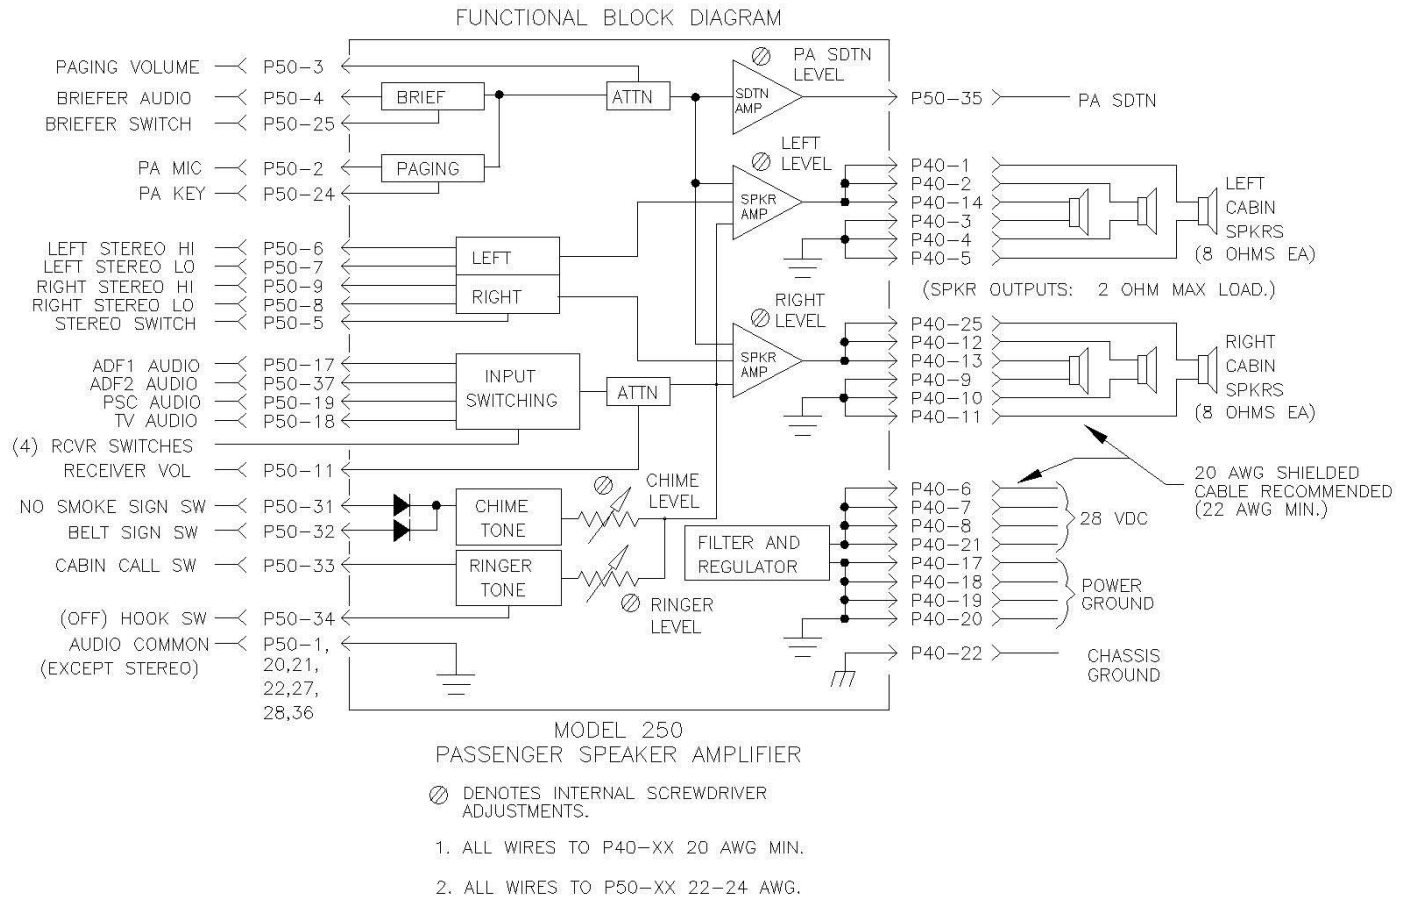 FUNCTIONAL BLOCK DIAGRAM
PAGING VOLUME P50-3
BRIEFER AUDIO P50-4
BRIEFER SWITCH P50-25
PA MIC P50-2
PA KEY P50-24
LEFT STEREO HI P50-6
LEFT STEREO LO P50-7
RIGHT STEREO HI P50-9
RIGHT STEREO LO P50-8
STEREO SWITCH P50-5
ADF1 AUDIO P50-17
ADF2 AUDIO P50-37
PSC AUDIO P50-19
TV AUDIO P50-18
(4) RCVR SWITCHES
RECEIVER VOL P50-11
NO SMOKE SIGN SW P50-31
BELT SIGN SW P50-32
CABIN CALL SW P50-33
(OFF) HOOK SW P50-34
AUDIO COMMON P50-1,
(EXCEPT STEREO) 20,21,
22,27,
28,36
BRIEF
PAGING
ATTN
LEFT
RIGHT
INPUT
SWITCHING
ATTN
CHIME
TONE
RINGER
TONE
CHIME
LEVEL
RINGER
LEVEL
PA SDTN
LEVEL
SDTN
AMP
LEFT
LEVEL
SPKR
AMP
RIGHT
LEVEL
SPKR
AMP
FILTER AND
REGULATOR
P50-35 PA SDTN
P40-1
P40-2
P40-14
P40-3
P40-4
P40-5
LEFT
CABIN
SPKRS
(8 OHMS EA)
(SPKR OUTPUTS: 2 OHM MAX LOAD.)
P40-25
P40-12
P40-13
P40-9
P40-10
P40-11
RIGHT
CABIN
SPKRS
(8 OHMS EA)
20 AWG SHIELDED
CABLE RECOMMENDED
(22 AWG MIN.)
P40-6
P40-7
P40-8
P40-21
28 VDC
P40-17
P40-18
P40-19
P40-20
POWER
GROUND
P40-22
CHASSIS
GROUND
MODEL 250
PASSENGER SPEAKER AMPLIFIER
DENOTES INTERNAL SCREWDRIVER
ADJUSTMENTS.
1. ALL WIRES TO P40-XX 20 AWG MIN.
2. ALL WIRES TO P50-XX 22-24 AWG.